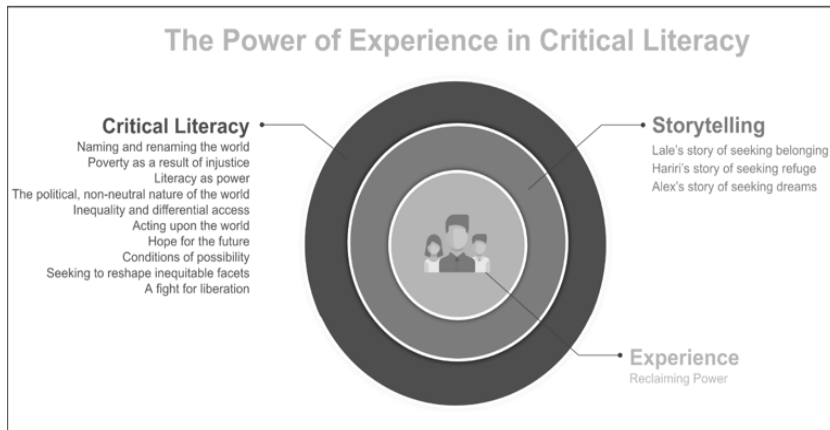 The Power of Experience in Critical Literacy
Critical Literacy
Naming and renaming the world
Poverty as a result of injustice
Literacy as power
The political, non-neutral nature of the world
Inequality and differential access
Acting upon the world
Hope for the future
Conditions of possibility
Seeking to reshape inequitable facets
A fight for liberation
Storytelling
Lale's story of seeking belonging
Hariri's story of seeking refuge
Alex's story of seeking dreams
Experience
Reclaiming Power